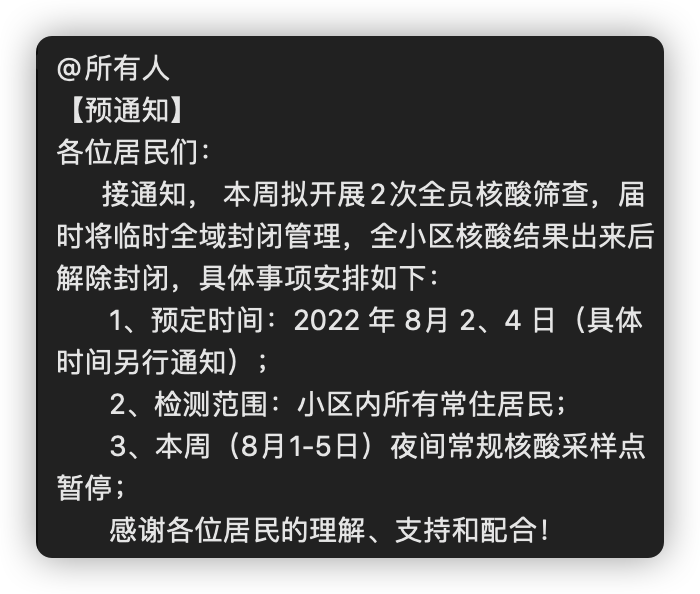 @所有人
【预通知】
各位居民们：
接通知， 本周拟开展2次全员核酸筛查，届
时将临时全域封闭管理，全小区核酸结果出来后
解除封闭，具体事项安排如下：
1、预定时间：2022 年 8月 2、4 日（具体
时间另行通知）；
2、检测范围：小区内所有常住居民；
3、本周（8月1-5日）夜间常规核酸采样点
暂停；
感谢各位居民的理解、支持和配合！